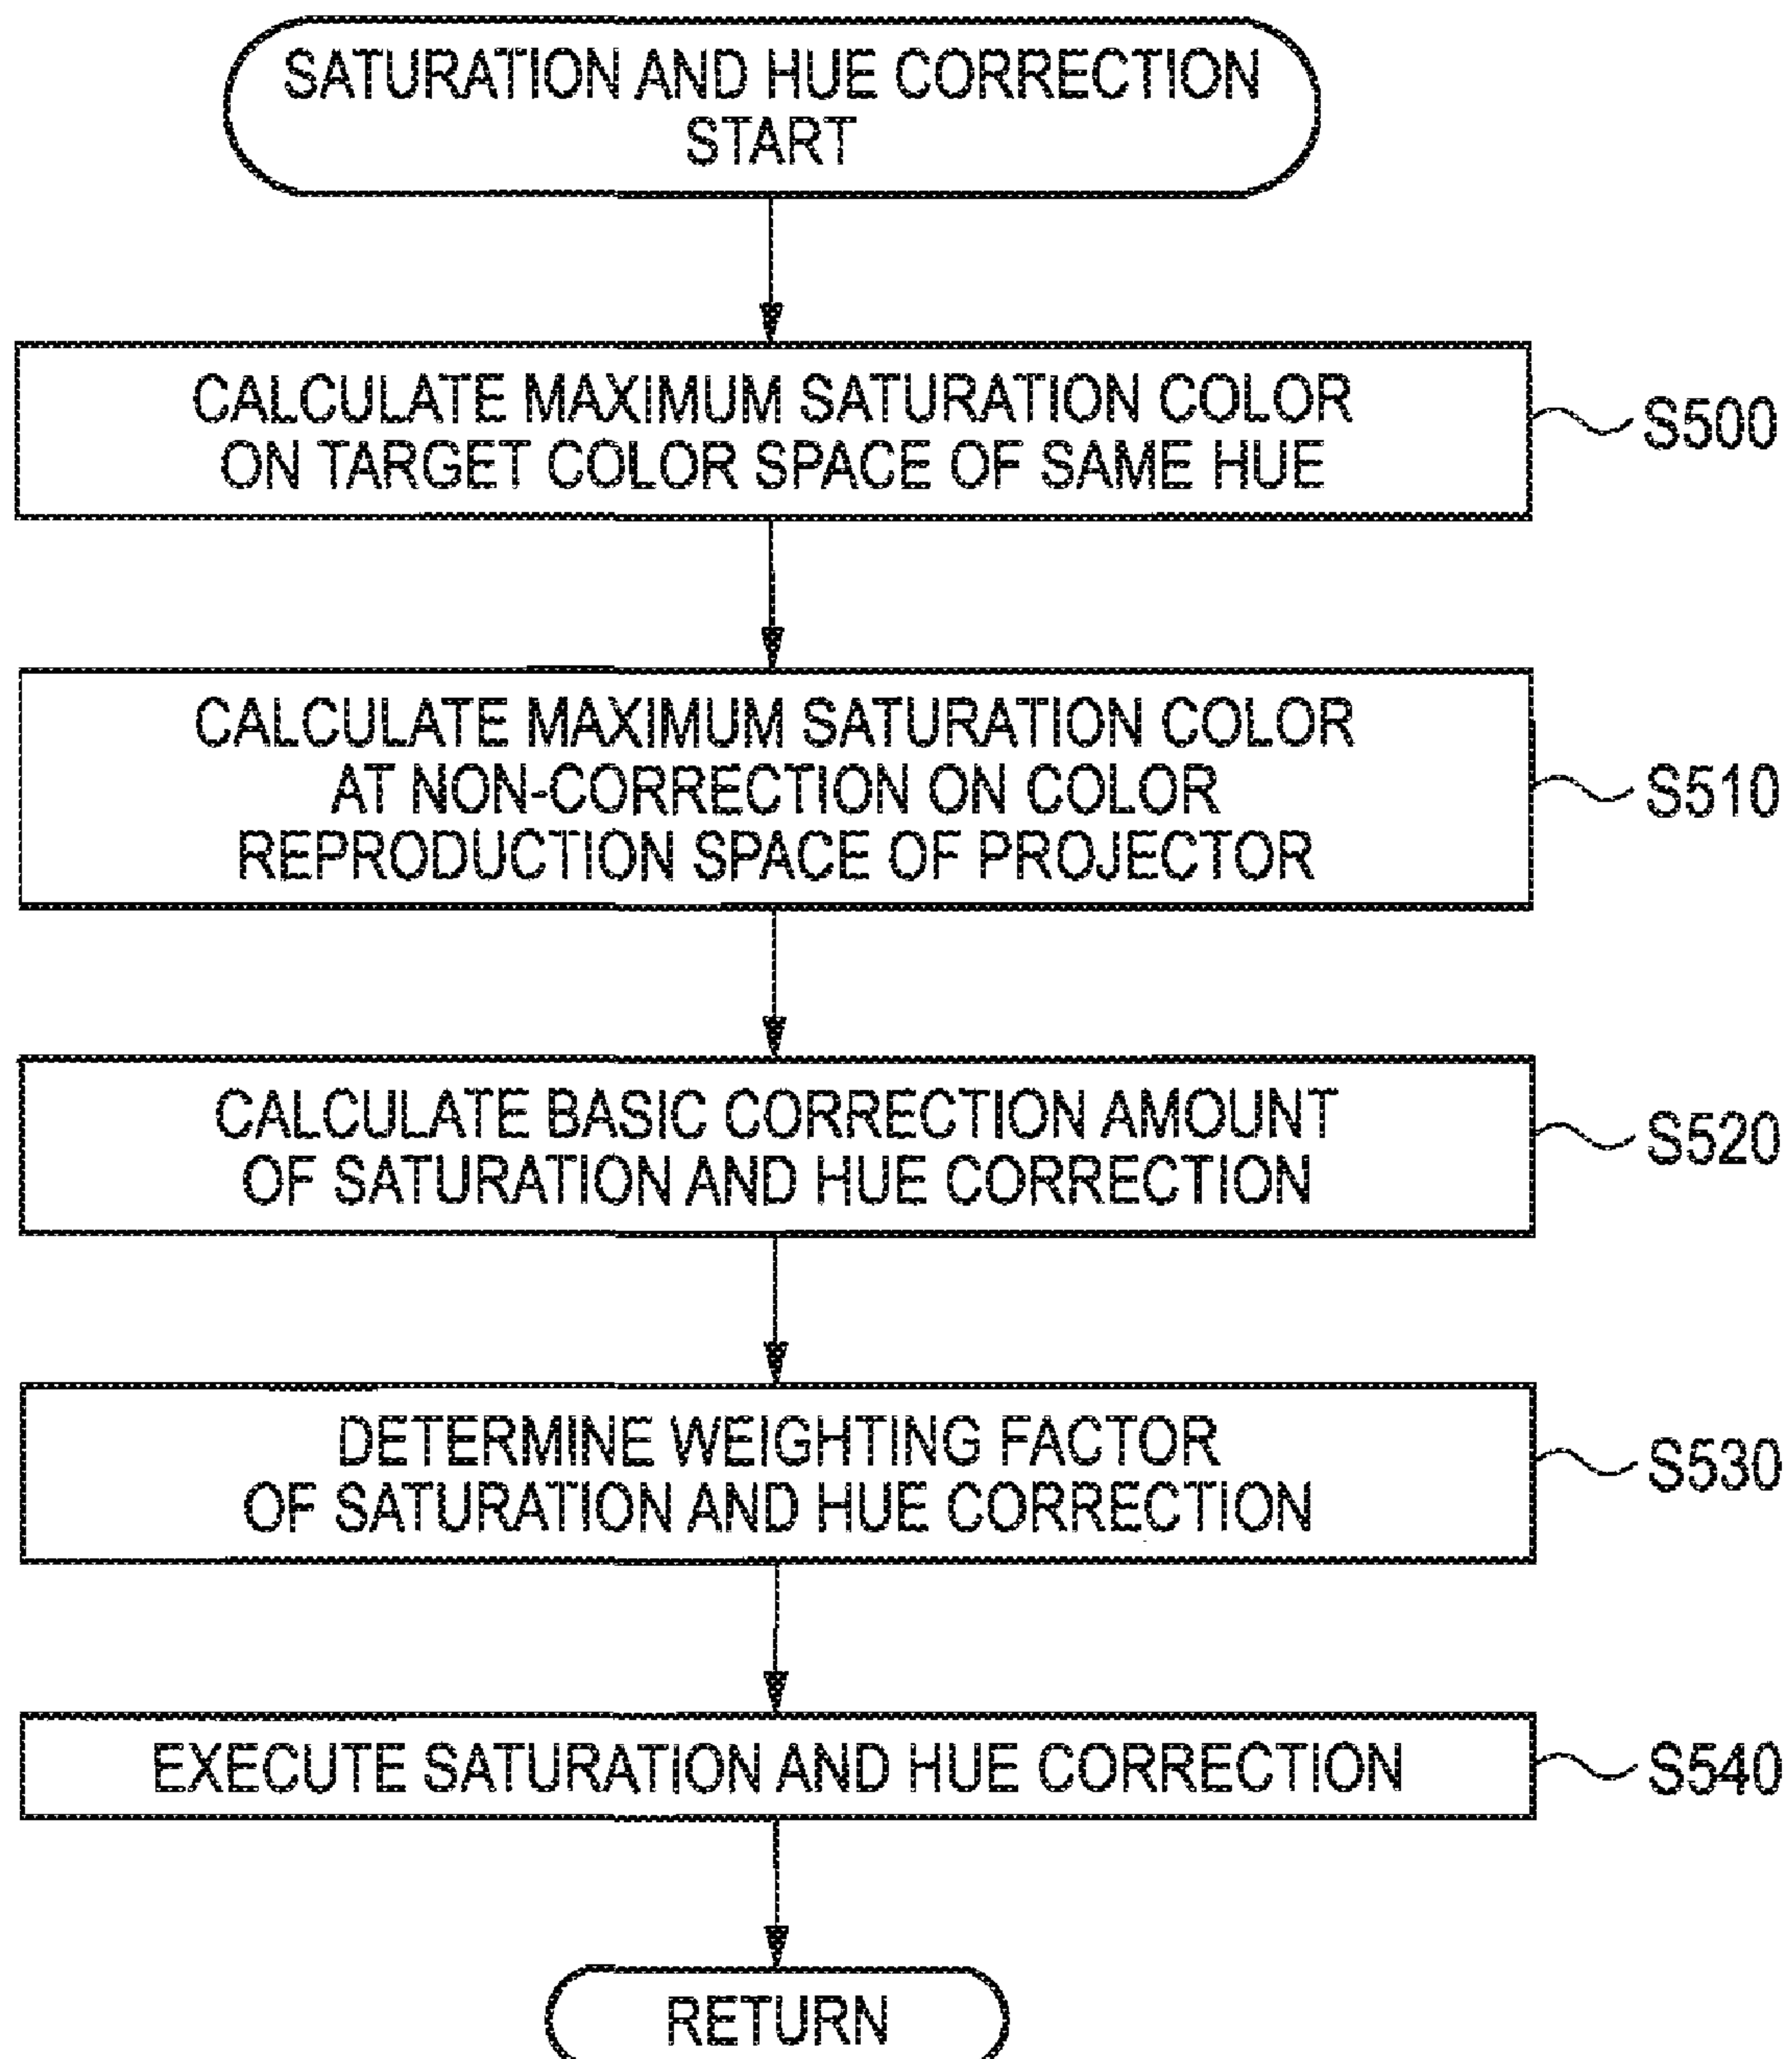 SATURATION AND HUE CORRECTION
START
CALCULATE MAXIMUM SATURATION COLOR
ON TARGET COLOR SPACE OF SAME HUE
S500
CALCULATE MAXIMUM SATURATION COLOR
AT NON-CORRECTION ON COLOR
REPRODUCTION SPACE OF PROJECTOR
S510
CALCULATE BASIC CORRECTION AMOUNT
OF SATURATION AND HUE CORRECTION
S520
DETERMINE WEIGHTING FACTOR
OF SATURATION AND HUE CORRECTION
S530
EXECUTE SATURATION AND HUE CORRECTION
S540
RETURN